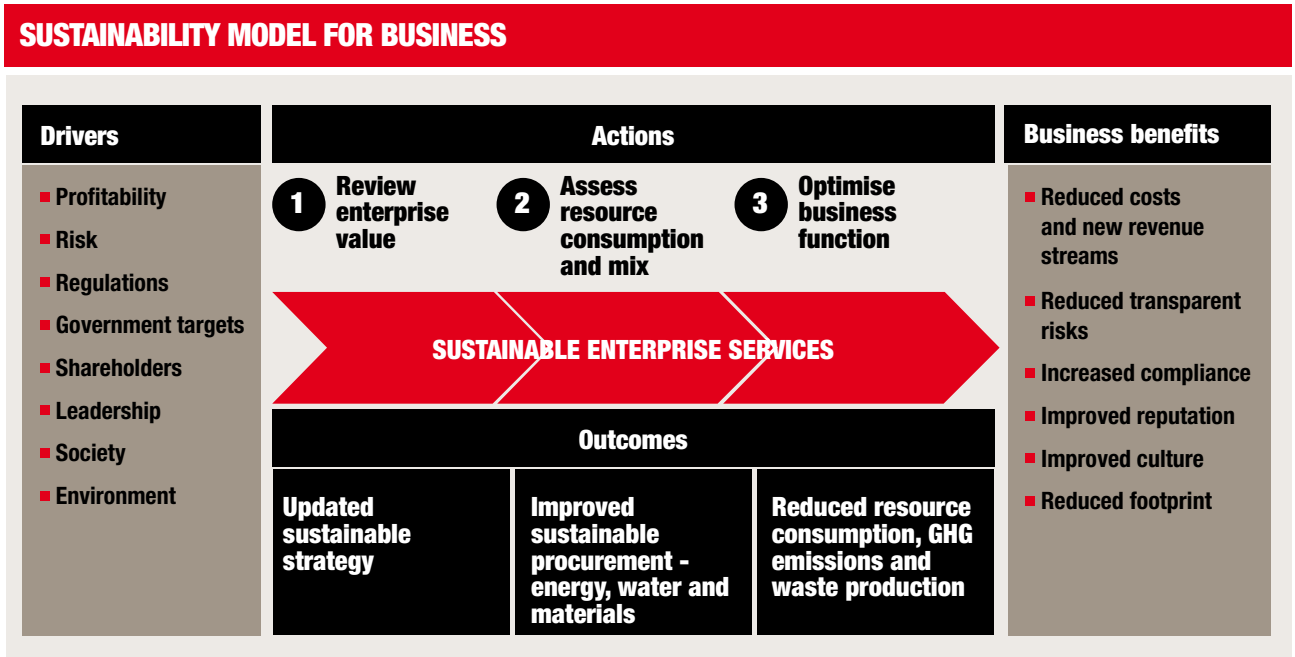 SUSTAINABILITY MODEL FOR BUSINESS
Drivers
Profitability
Risk
Regulations
Government targets
Shareholders
Leadership
Society
Environment
Actions
1
Review
enterprise
value
2
Assess
resource
consumption
and mix
3
Optimise
business
function
SUSTAINABLE ENTERPRISE SERVICES
Outcomes
Updated
sustainable
strategy
Improved
sustainable
procurement -
energy, water and
materials
Reduced resource
consumption, GHG
emissions and
waste production
Business benefits
Reduced costs
and new revenue
streams
Reduced transparent
risks
Increased compliance
Improved reputation
Improved culture
Reduced footprint